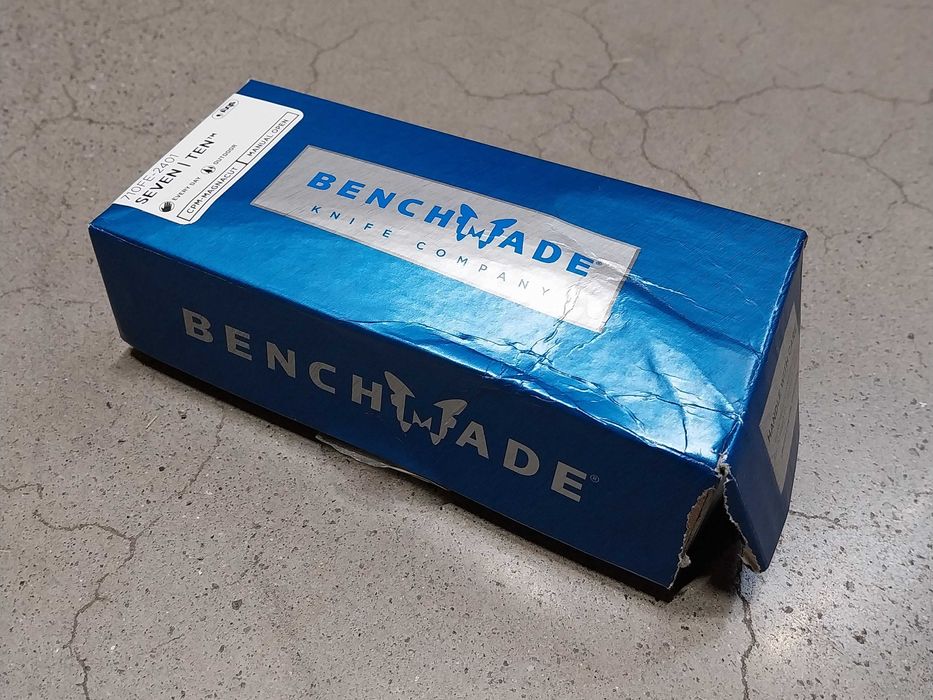 710FE-2401
SEVEN | TEN™
EVERY DAY OUTDOOR
CPM-MAGNACUT MANUAL OPEN
BENCHMADE®
KNIFE COMPANY
BENCHMADE®